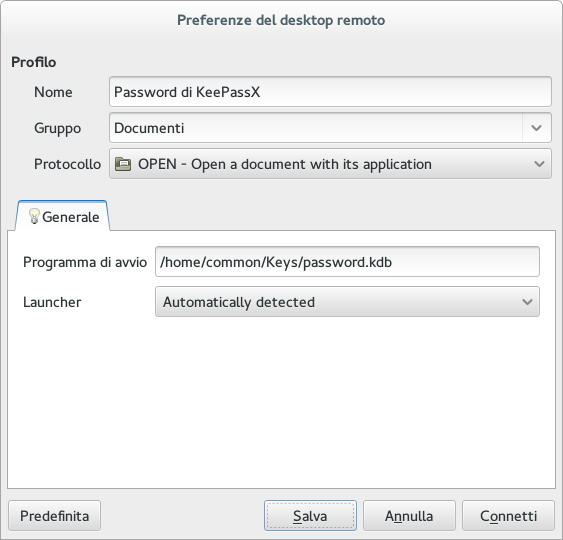 Preferenze del desktop remoto
Profilo
Nome Password di KeePassX
Gruppo Documenti
Protocollo OPEN - Open a document with its application
Generale
Programma di avvio /home/common/Keys/password.kdb
Launcher Automatically detected
Predefinita Salva Annulla Connetti